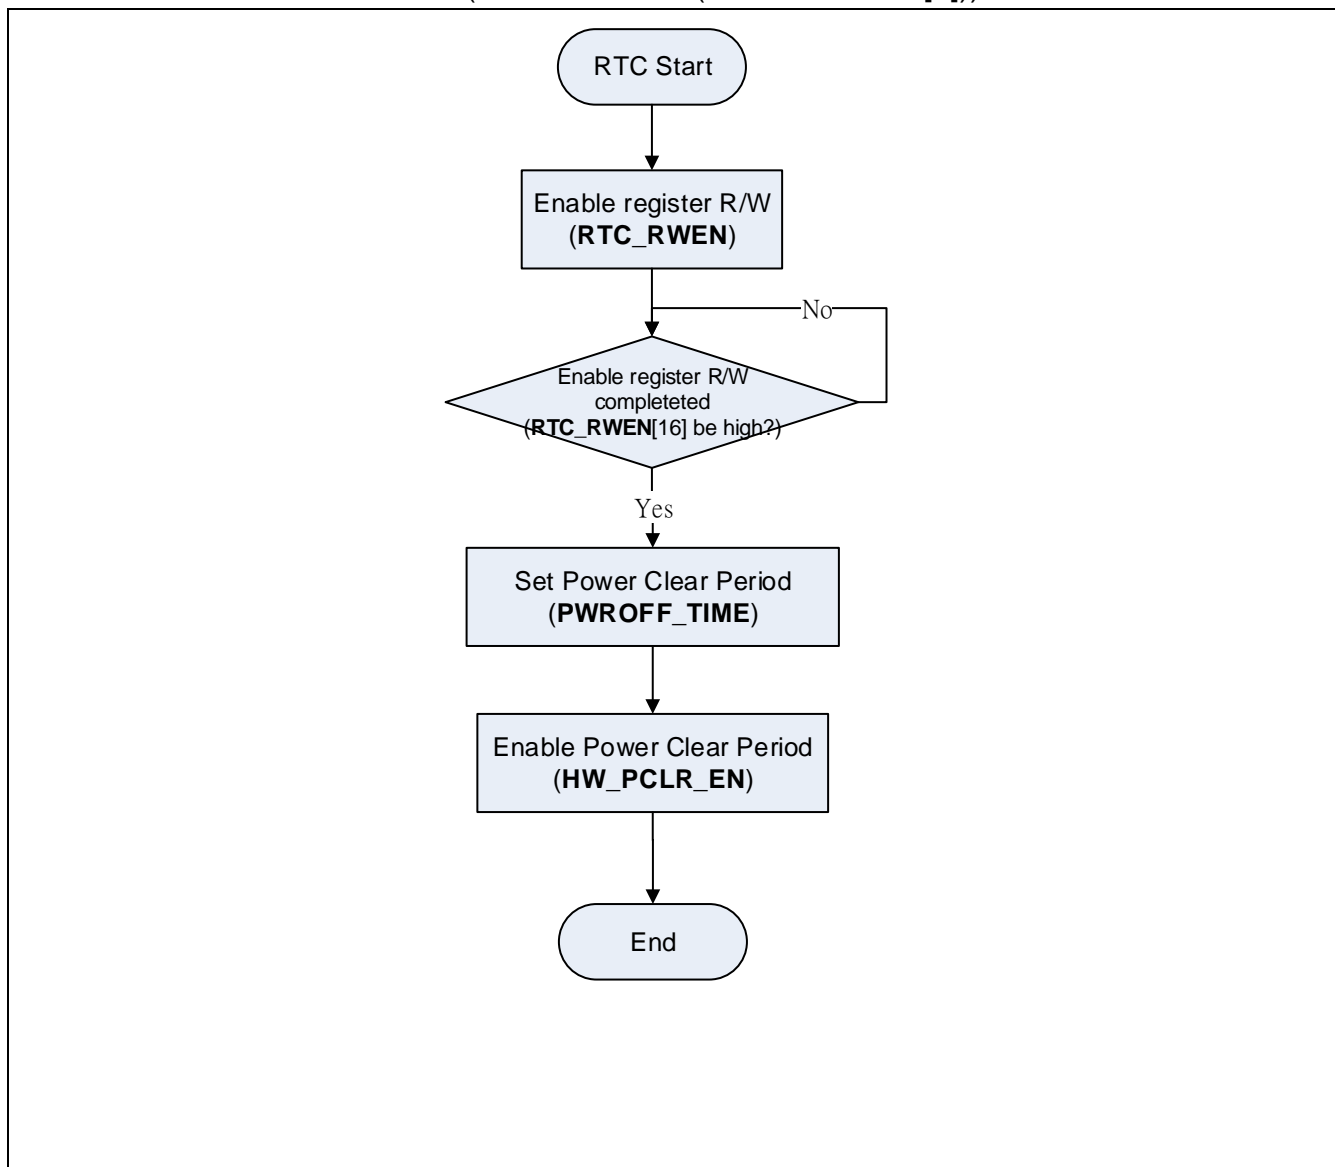 RTC Start
Enable register R/W
(RTC_RWEN)
No
Enable register R/W
completeted
(RTC_RWEN[16] be high?)
Yes
Set Power Clear Period
(PWROFF_TIME)
Enable Power Clear Period
(HW_PCLR_EN)
End